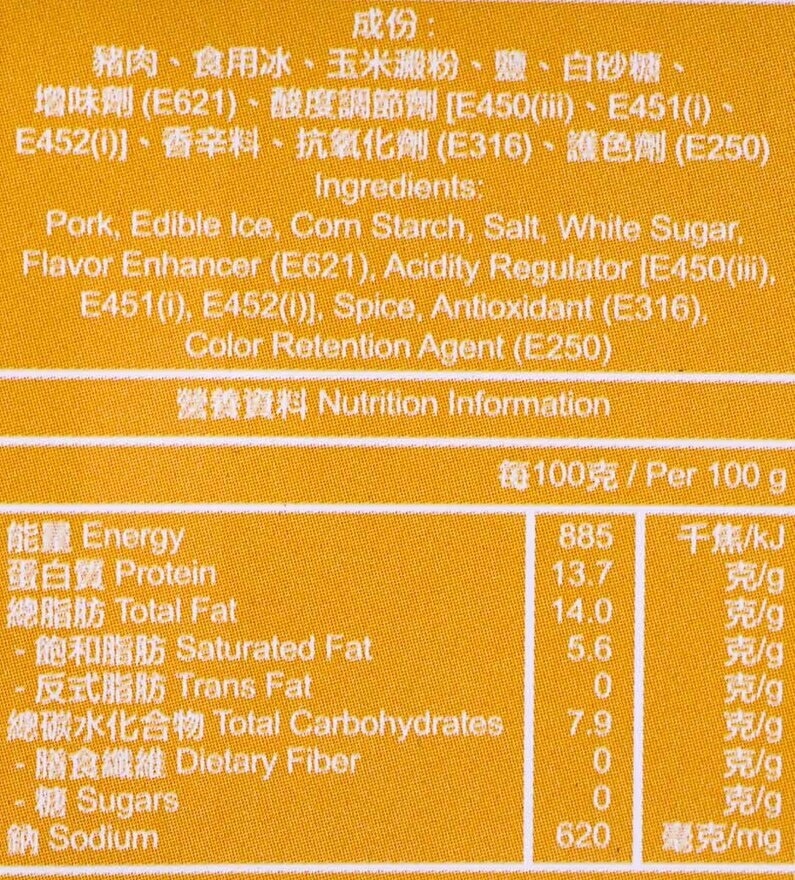 成份：
豬肉、食用冰、玉米澱粉、鹽、白砂糖、
增味劑 (E621)、酸度調節劑 [E450(iii)、E451(i)、
E452(i)]、香辛料、抗氧化劑 (E316)、護色劑 (E250)
Ingredients:
Pork, Edible Ice, Corn Starch, Salt, White Sugar,
Flavor Enhancer (E621), Acidity Regulator [E450(iii),
E451(i), E452(i)], Spice, Antioxidant (E316),
Color Retention Agent (E250)
營養資料 Nutrition Information
每100克 / Per 100 g
能量 Energy 885 千焦/kJ
蛋白質 Protein 13.7 克/g
總脂肪 Total Fat 14.0 克/g
- 飽和脂肪 Saturated Fat 5.6 克/g
- 反式脂肪 Trans Fat 0 克/g
總碳水化合物 Total Carbohydrates 7.9 克/g
- 膳食纖維 Dietary Fiber 0 克/g
- 糖 Sugars 0 克/g
鈉 Sodium 620 毫克/mg